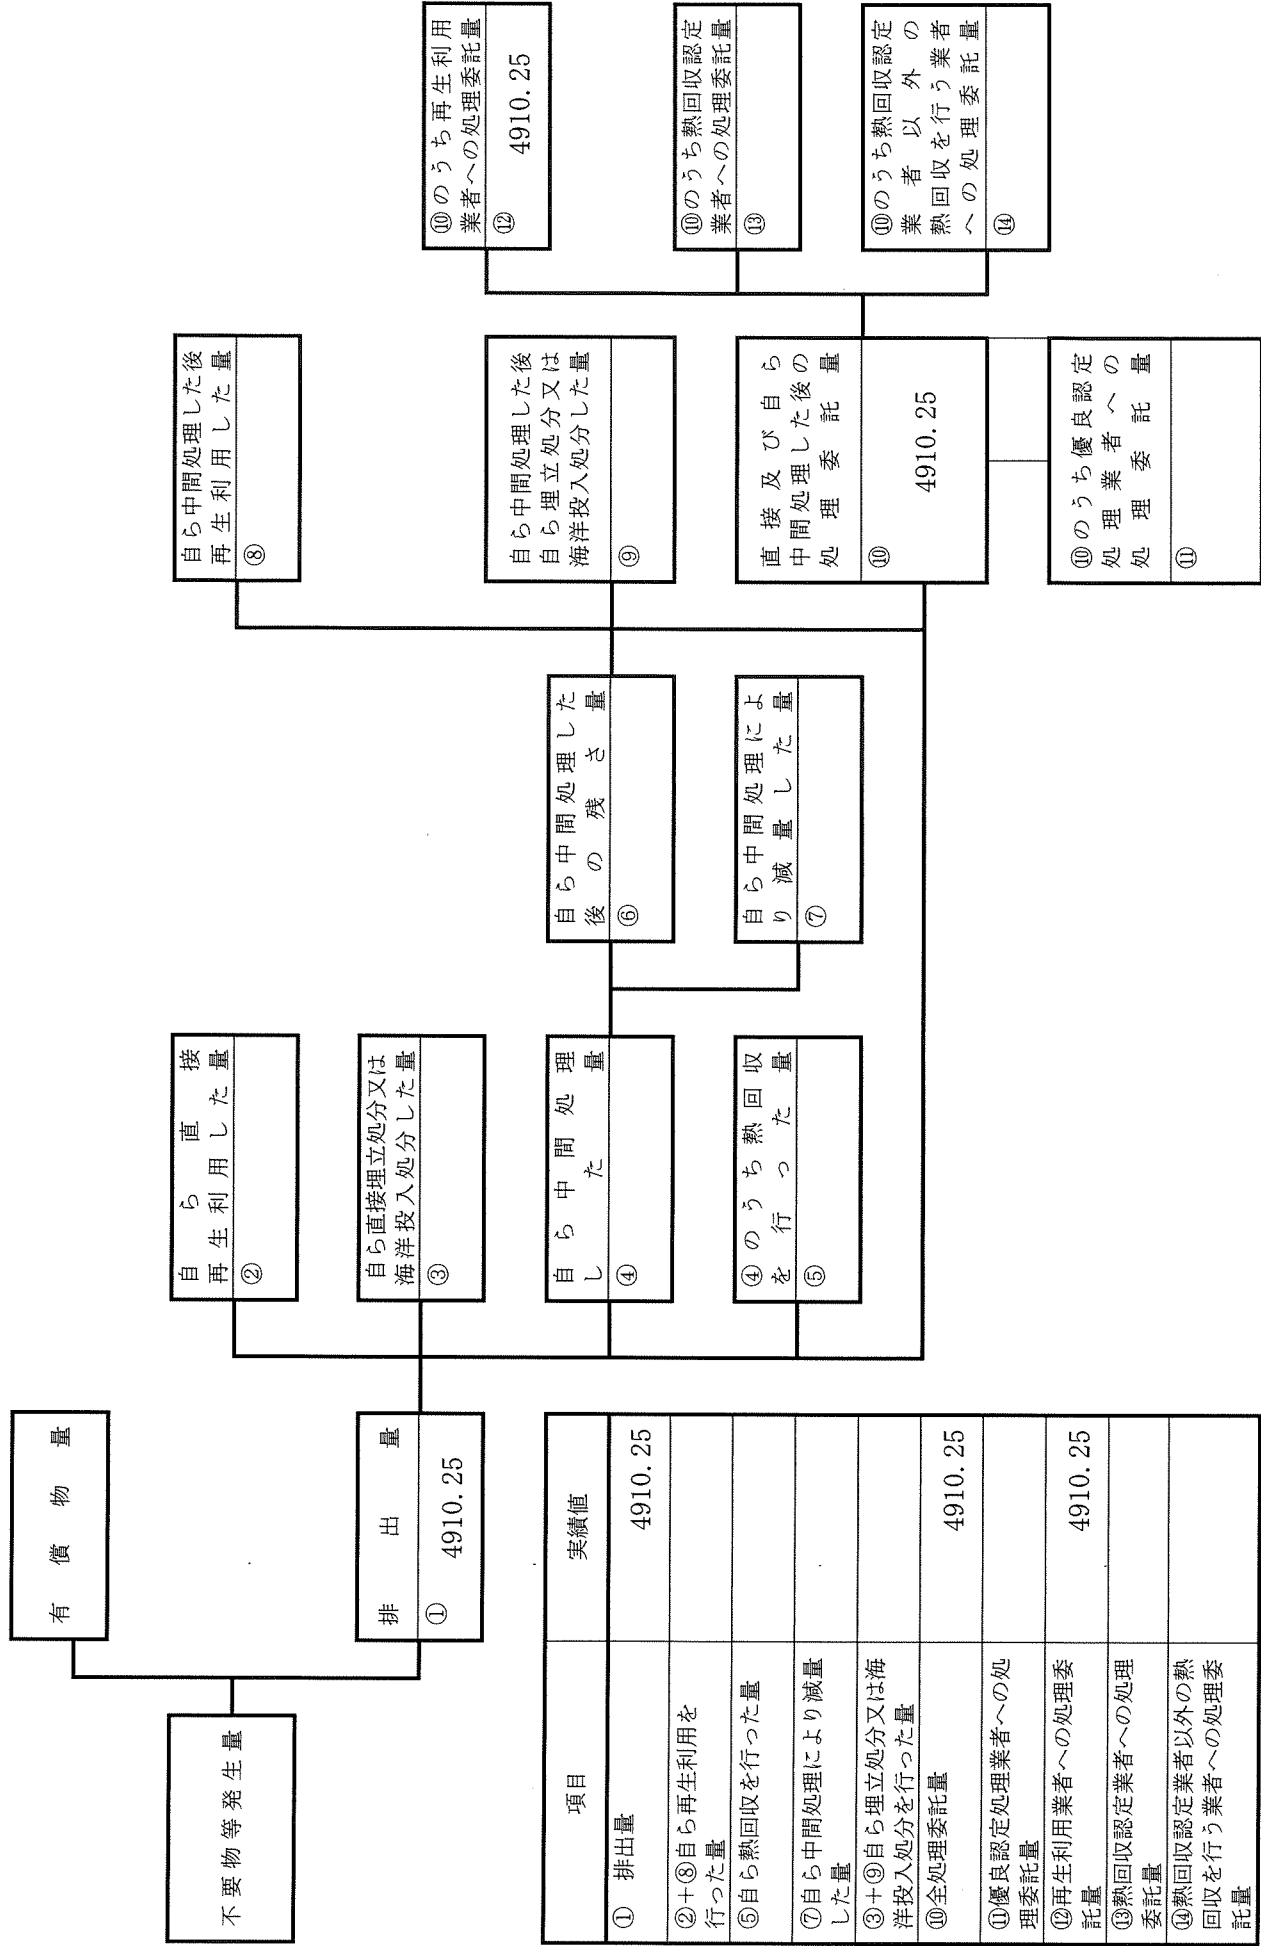 不要物等発生量
有償物量
排出量
① 4910.25
自ら直接
再生利用した量
②
自ら直接埋立処分又は
海洋投入処分した量
③
自ら中間処理
した量
④
④のうち熱回収
を行った量
⑤
自ら中間処理した
後の残さ量
⑥
自ら中間処理によ
り減量した量
⑦
自ら中間処理した後
再生利用した量
⑧
自ら中間処理した後
自ら埋立処分又は
海洋投入処分した量
⑨
直接及び自ら
中間処理した後の
処理委託量
⑩ 4910.25
⑩のうち優良認定
処理業者への
処理委託量
⑪
⑩のうち再生利用
業者への処理委託量
⑫ 4910.25
⑩のうち熱回収認定
業者への処理委託量
⑬
⑩のうち熱回収認定
業者以外の
熱回収を行う業者
への処理委託量
⑭
項目 実績値
① 排出量 4910.25
②+⑧自ら再生利用を
行った量
⑤自ら熱回収を行った量
⑦自ら中間処理により減量
した量
③+⑨自ら埋立処分又は海
洋投入処分を行った量
⑩全処理委託量 4910.25
⑪優良認定処理業者への処
理委託量
⑫再生利用業者への処理委
託量 4910.25
⑬熱回収認定業者への処理
委託量
⑭熱回収認定業者以外の熱
回収を行う業者への処理委
託量